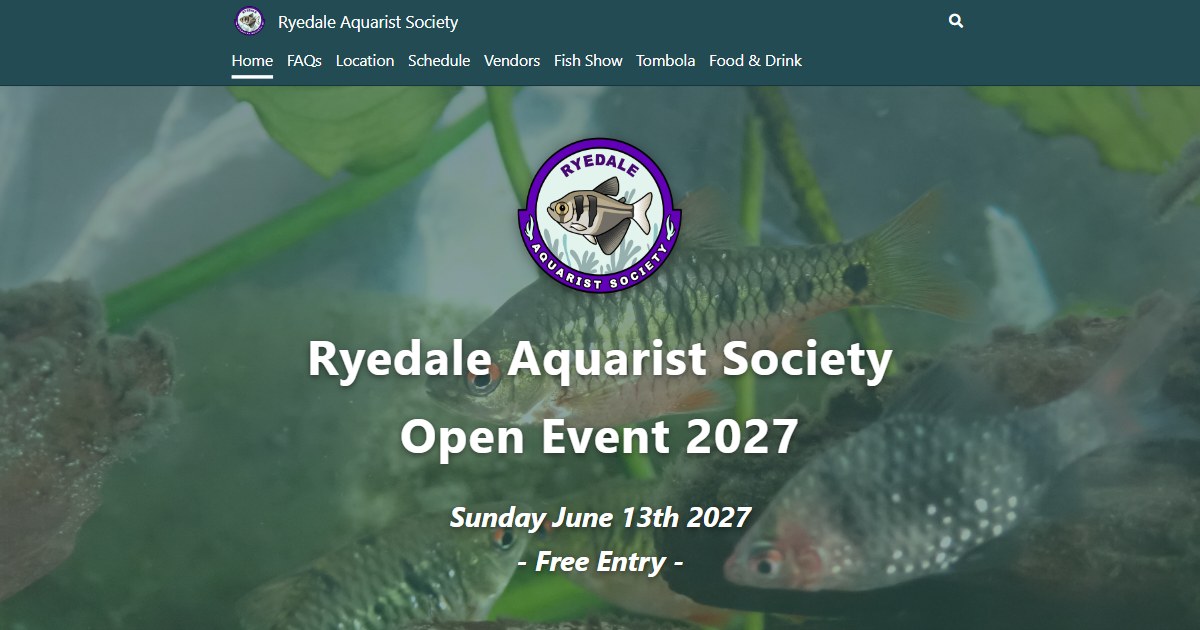 Ryedale Aquarist Society
Home FAQs Location Schedule Vendors Fish Show Tombola Food & Drink
RYEDALE
AQUARIST SOCIETY
Ryedale Aquarist Society
Open Event 2027
Sunday June 13th 2027
- Free Entry -